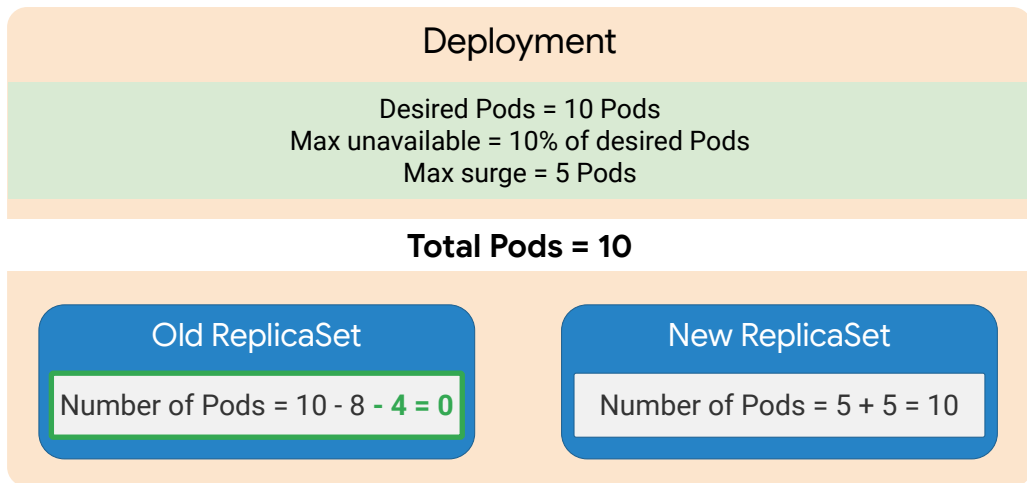 Deployment
Desired Pods = 10 Pods
Max unavailable = 10% of desired Pods
Max surge = 5 Pods
Total Pods = 10
Old ReplicaSet
Number of Pods = 10 - 8 - 4 = 0
New ReplicaSet
Number of Pods = 5 + 5 = 10